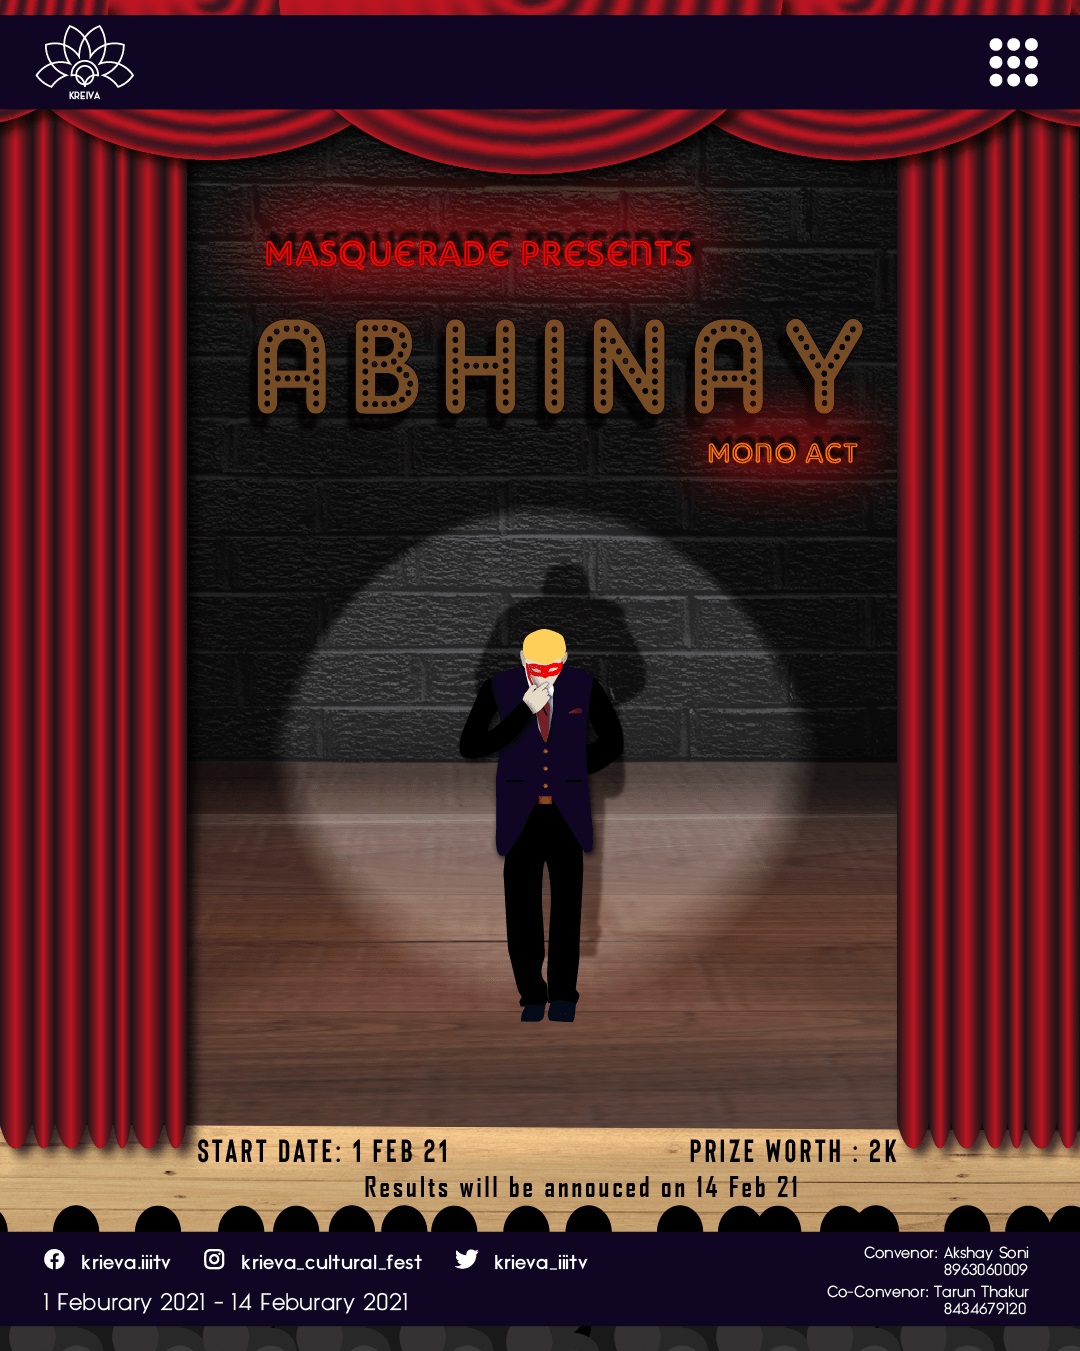 KREIVA
MASQUERADE PRESENTS
ABHINAY
MONO ACT
START DATE: 1 FEB 21
PRIZE WORTH : 2K
Results will be annouced on 14 Feb 21
krieva.iiitv
krieva_cultural_fest
krieva_iiitv
1 Feburary 2021 - 14 Feburary 2021
Convenor: Akshay Soni
8963060009
Co-Convenor: Tarun Thakur
8434679120